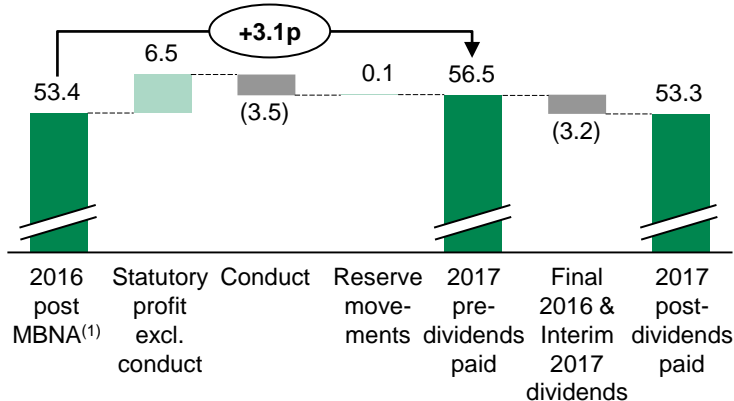 +3.1p
53.4
6.5
(3.5)
0.1
56.5
(3.2)
53.3
2016
post
MBNA(1)
Statutory
profit
excl.
conduct
Conduct
Reserve
move-
ments
2017
pre-
dividends
paid
Final
2016 &
Interim
2017
dividends
2017
post-
dividends
paid